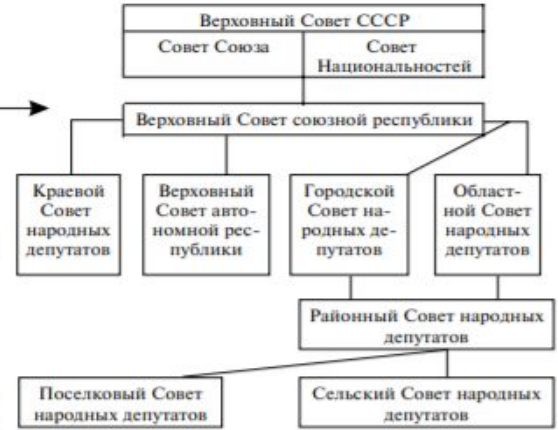 Верховный Совет СССР
Совет Союза
Совет
Национальностей
Верховный Совет союзной республики
Краевой
Совет
народных
депутатов
Верховный
Совет авто-
номной рес-
публики
Городской
Совет на-
родных де-
путатов
Област-
ной Совет
народных
депутатов
Районный Совет народных
депутатов
Поселковый Совет
народных депутатов
Сельский Совет народных
депутатов